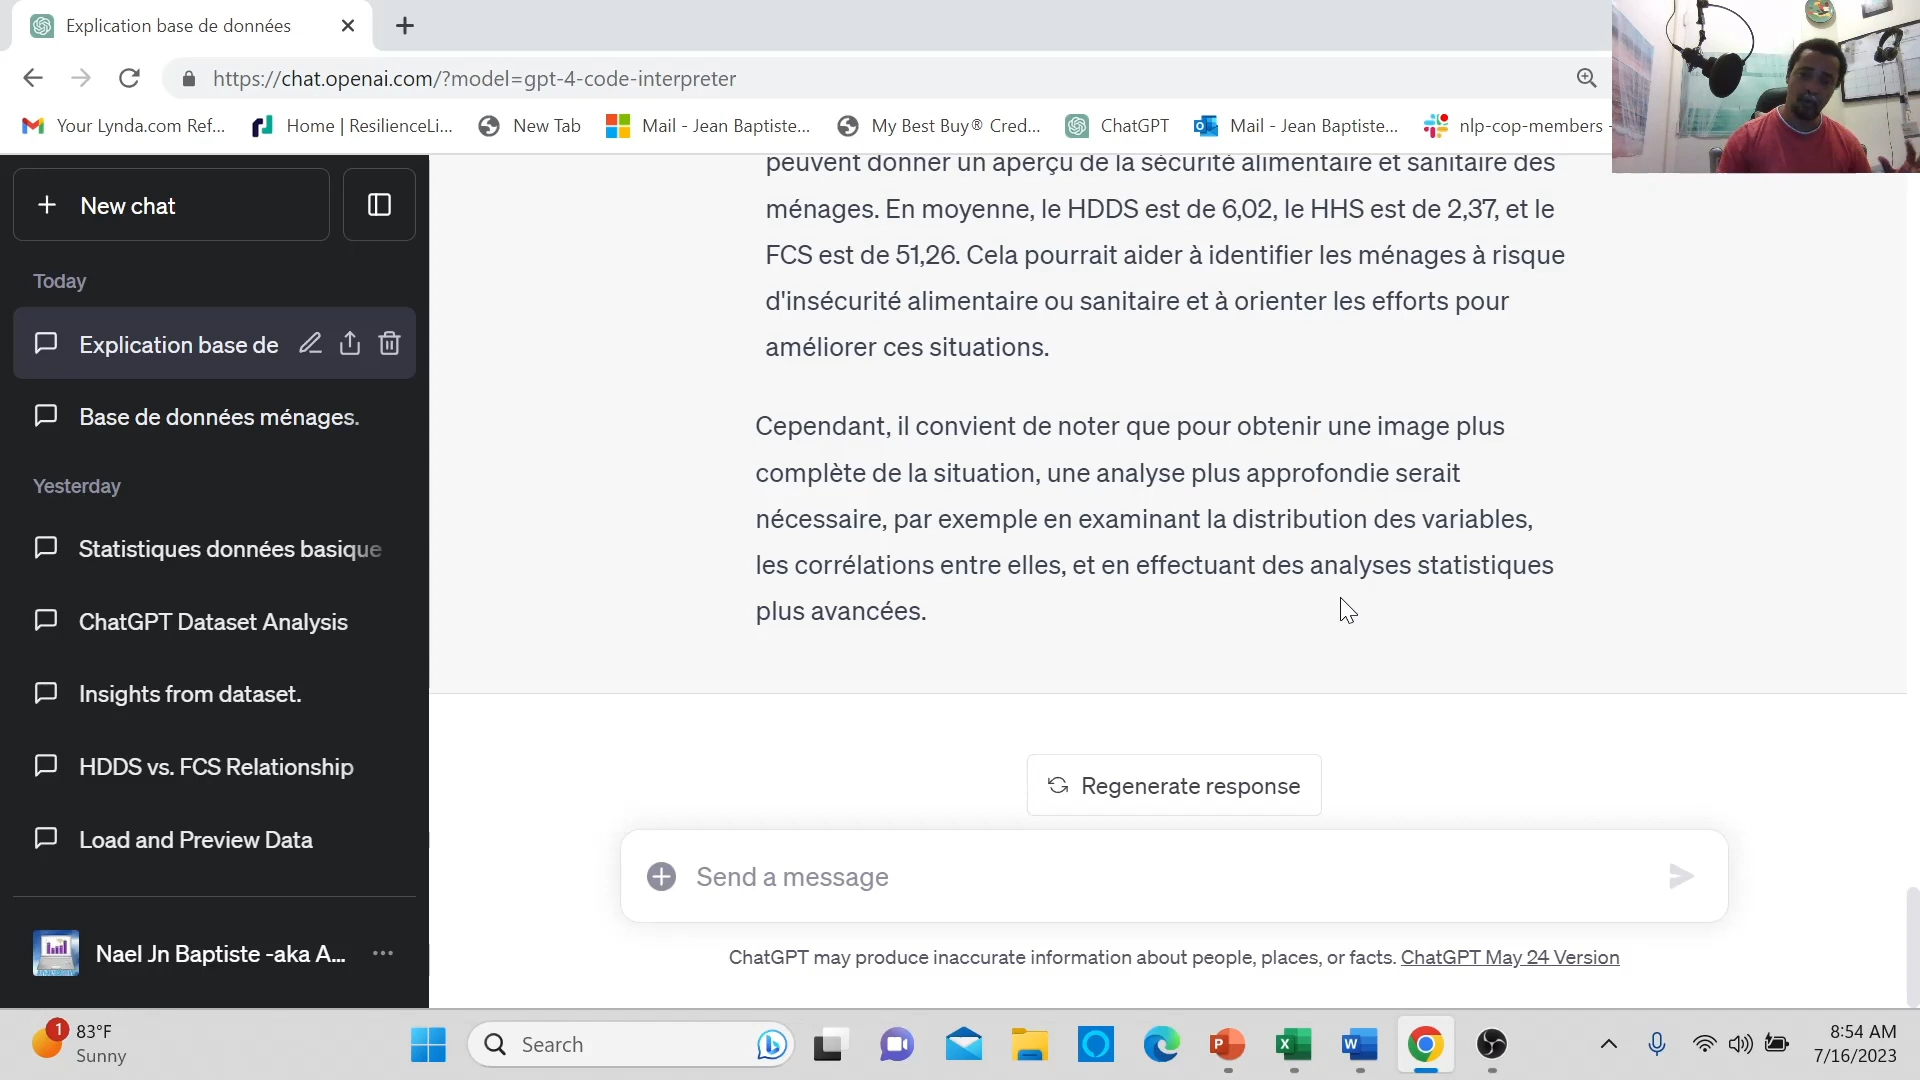 Explication base de données
https://chat.openai.com/?model=gpt-4-code-interpreter
Your Lynda.com Ref...
Home | ResilienceLi...
New Tab
Mail - Jean Baptiste...
My Best Buy® Cred...
ChatGPT
Mail - Jean Baptiste...
nlp-cop-members -
New chat
Today
Explication base de
Base de données ménages.
Yesterday
Statistiques données basique
ChatGPT Dataset Analysis
Insights from dataset.
HDDS vs. FCS Relationship
Load and Preview Data
Nael Jn Baptiste -aka A...
peuvent donner un aperçu de la sécurité alimentaire et sanitaire des
ménages. En moyenne, le HDDS est de 6,02, le HHS est de 2,37, et le
FCS est de 51,26. Cela pourrait aider à identifier les ménages à risque
d'insécurité alimentaire ou sanitaire et à orienter les efforts pour
améliorer ces situations.
Cependant, il convient de noter que pour obtenir une image plus
complète de la situation, une analyse plus approfondie serait
nécessaire, par exemple en examinant la distribution des variables,
les corrélations entre elles, et en effectuant des analyses statistiques
plus avancées.
Regenerate response
Send a message
ChatGPT may produce inaccurate information about people, places, or facts. ChatGPT May 24 Version
1
83°F
Sunny
Search
8:54 AM
7/16/2023